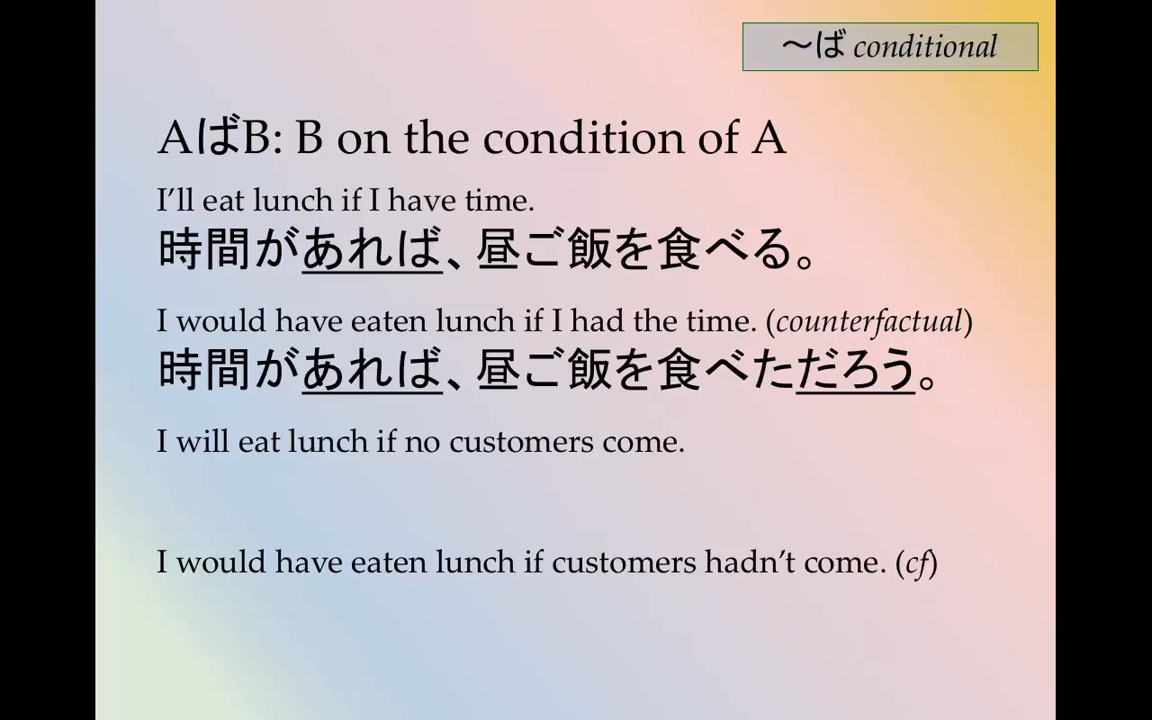 ～ば conditional
AばB: B on the condition of A
I’ll eat lunch if I have time.
時間があれば、昼ご飯を食べる。
I would have eaten lunch if I had the time. (counterfactual)
時間があれば、昼ご飯を食べただろう。
I will eat lunch if no customers come.
I would have eaten lunch if customers hadn’t come. (cf)